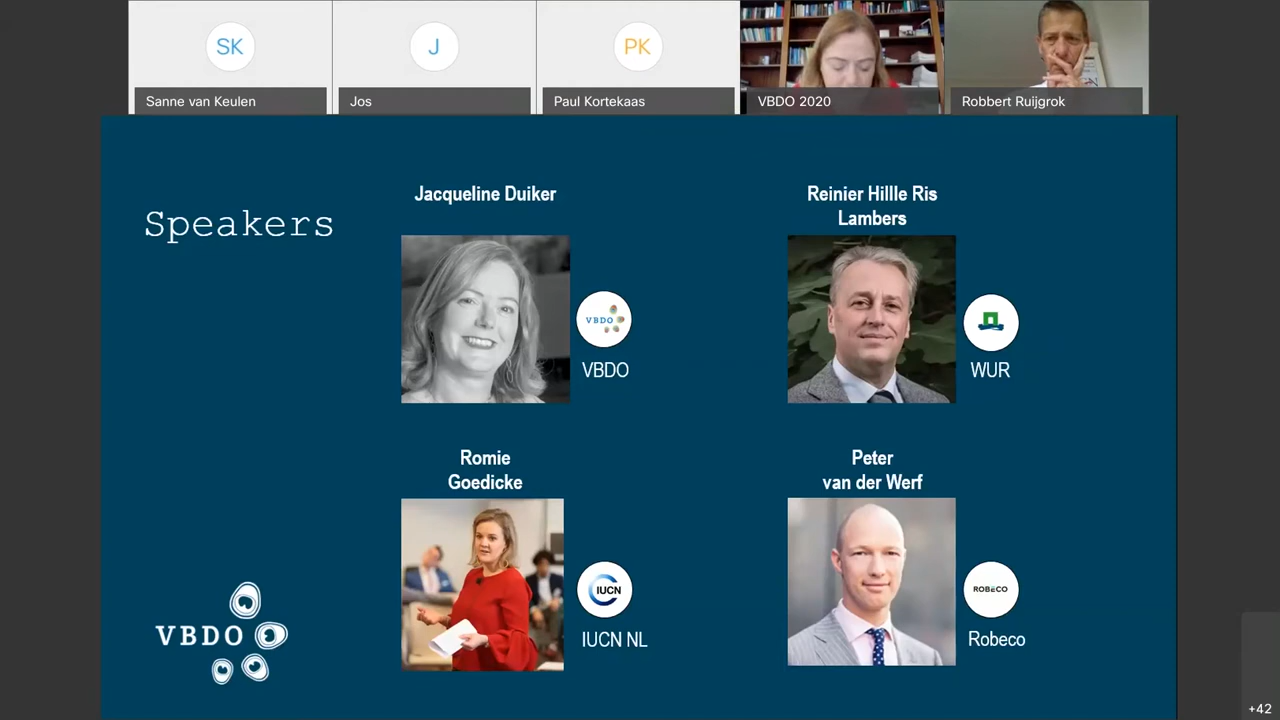 SK
J
PK
Sanne van Keulen
Jos
Paul Kortekaas
VBDO 2020
Robbert Ruijgrok
Speakers
Jacqueline Duiker
Reinier Hillle Ris
Lambers
VBDO
VBDO
WUR
Romie
Goedicke
Peter
van der Werf
IUCN
IUCN NL
ROBECO
Robeco
VBDO
+42